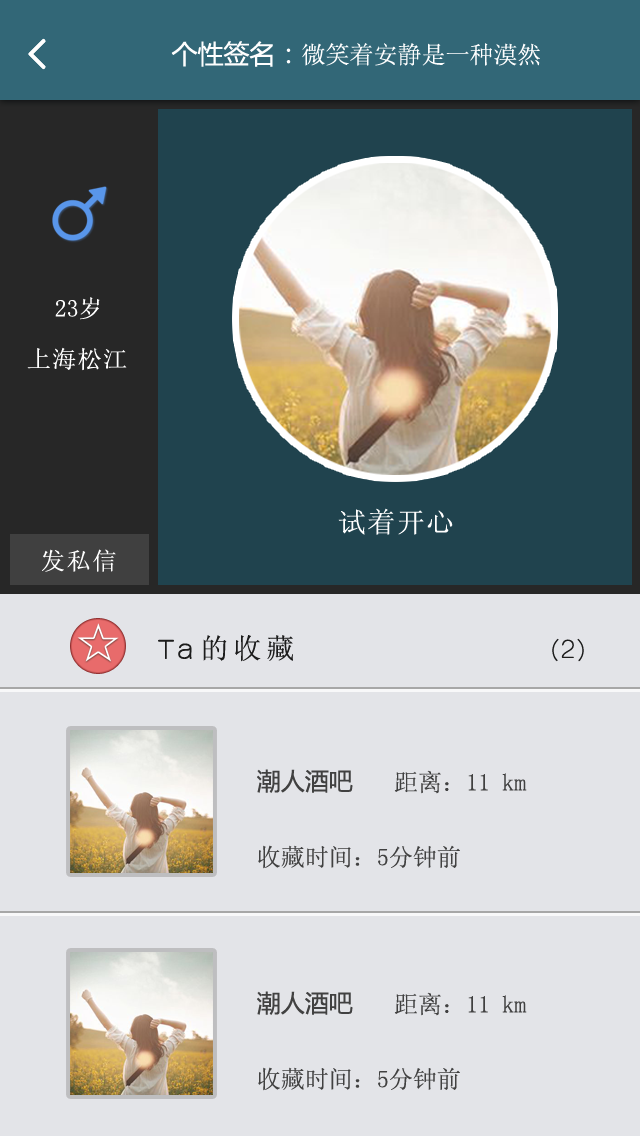 个性签名：微笑着安静是一种漠然
23岁
上海松江
发私信
试着开心
Ta的收藏 (2)
潮人酒吧 距离：11 km
收藏时间：5分钟前
潮人酒吧 距离：11 km
收藏时间：5分钟前